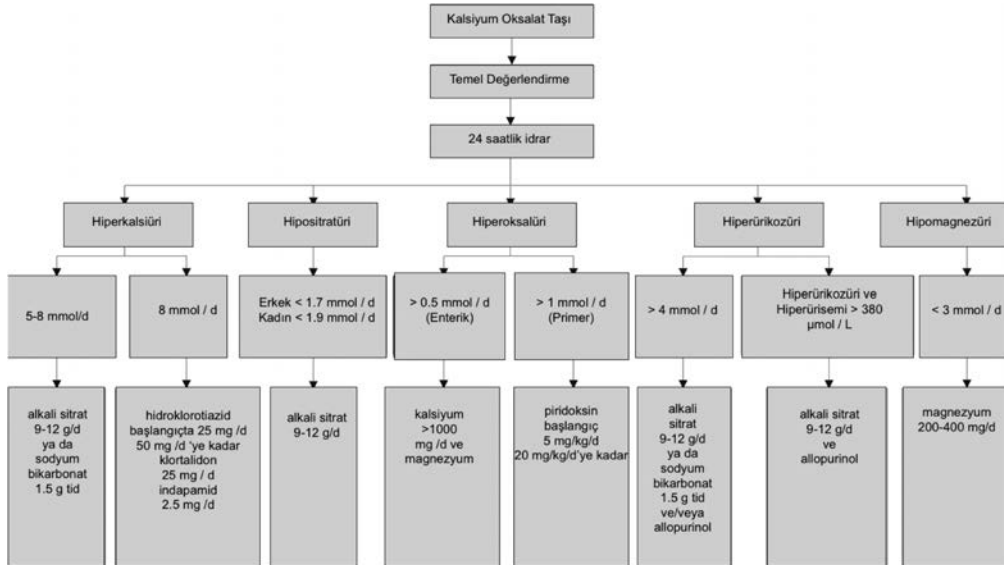 Kalsiyum Oksalat Taşı
Temel Değerlendirme
24 saatlik idrar
Hiperkalsiüri
Hipositratüri
Hiperoksalüri
Hiperürikozüri
Hipomagnezüri
5-8 mmol/d
8 mmol / d
Erkek < 1.7 mmol / d
Kadın < 1.9 mmol / d
> 0.5 mmol / d
(Enterik)
> 1 mmol / d
(Primer)
> 4 mmol / d
Hiperürikozüri ve
Hiperürisemi > 380
µmol / L
< 3 mmol / d
alkali sitrat
9-12 g/d
ya da
sodyum
bikarbonat
1.5 g tid
hidroklorotiazid
başlangıçta 25 mg /d
50 mg /d 'ye kadar
klortalidon
25 mg / d
indapamid
2.5 mg /d
alkali sitrat
9-12 g/d
kalsiyum
>1000
mg /d ve
magnezyum
piridoksin
başlangıç
5 mg/kg/d
20 mg/kg/d'ye kadar
alkali
sitrat
9-12 g/d
ya da
sodyum
bikarbonat
1.5 g tid
ve/veya
allopurinol
alkali sitrat
9-12 g/d
ve
allopurinol
magnezyum
200-400 mg/d